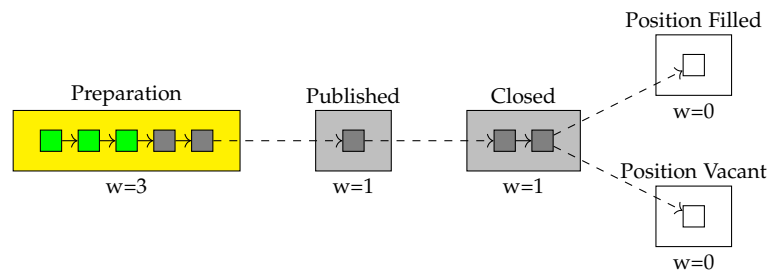 Position Filled
w=0
Preparation
w=3
Published
w=1
Closed
w=1
Position Vacant
w=0